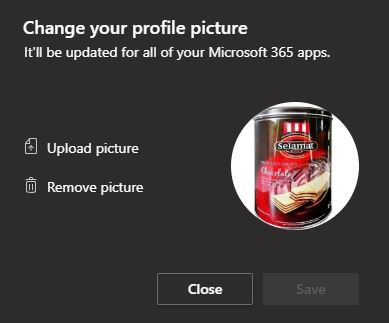 Change your profile picture
It'll be updated for all of your Microsoft 365 apps.
Selamat
Chocolate
Upload picture
Remove picture
Close
Save